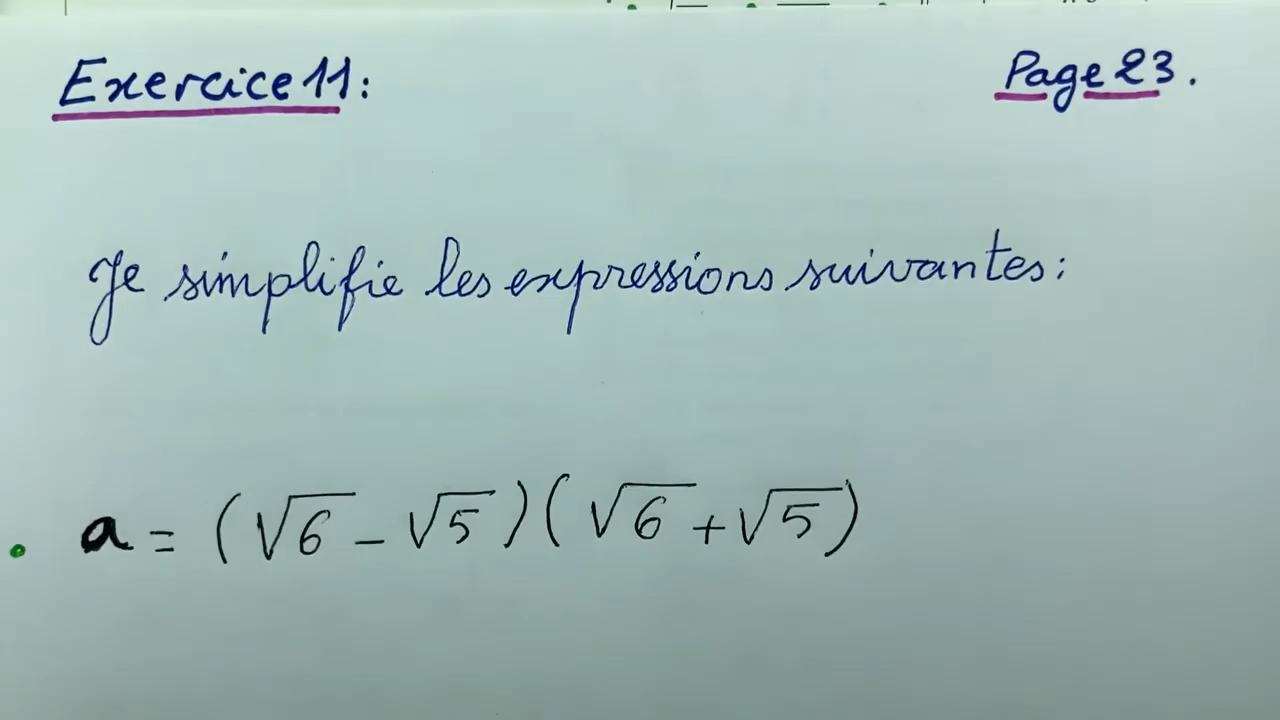 Exercice 11:
Page 23.
Je simplifie les expressions suivantes:
a = (√6 - √5)(√6 + √5)